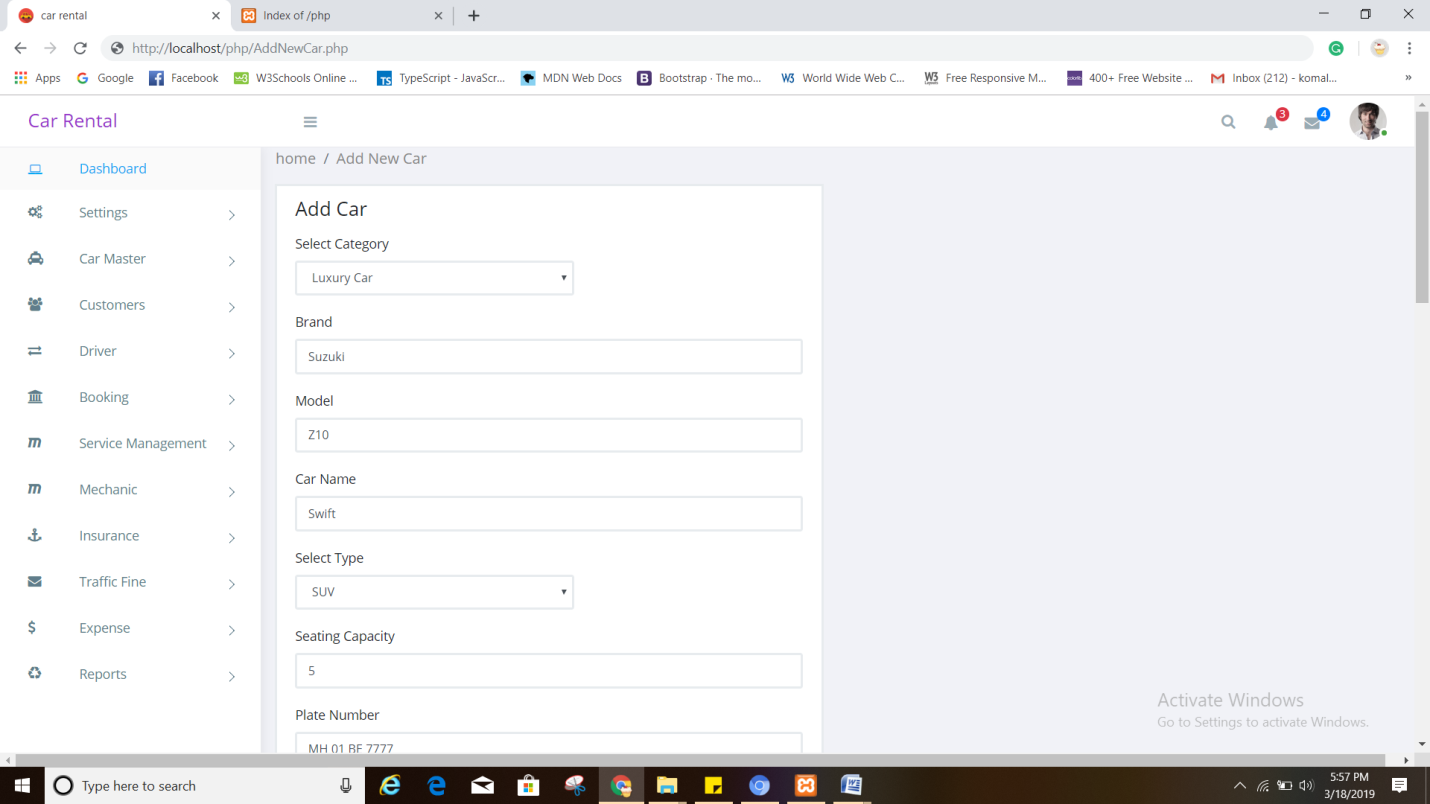 car rental
Index of /php
http://localhost/php/AddNewCar.php
Apps Google Facebook W3Schools Online ... TypeScript - JavaScr... MDN Web Docs Bootstrap · The mo... World Wide Web C... Free Responsive M... 400+ Free Website ... Inbox (212) - komal... »
Car Rental
3
4
Dashboard
Settings
Car Master
Customers
Driver
Booking
Service Management
Mechanic
Insurance
Traffic Fine
Expense
Reports
home / Add New Car
Add Car
Select Category
Luxury Car
Brand
Suzuki
Model
Z10
Car Name
Swift
Select Type
SUV
Seating Capacity
5
Plate Number
MH 01 BF 7777
Activate Windows
Go to Settings to activate Windows.
Type here to search
5:57 PM
3/18/2019